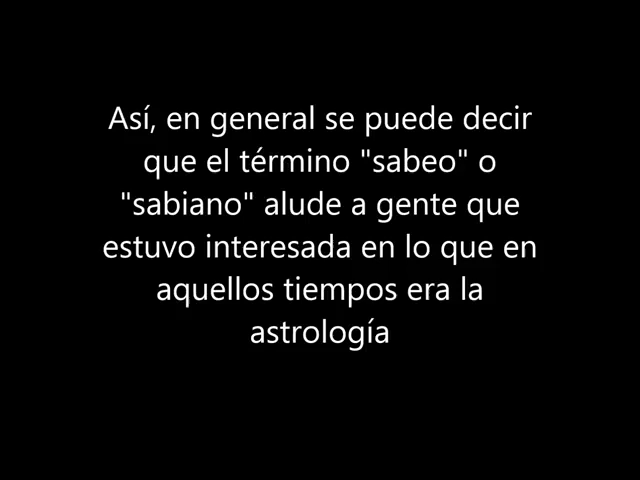 Así, en general se puede decir
que el término "sabeo" o
"sabiano" alude a gente que
estuvo interesada en lo que en
aquellos tiempos era la
astrología